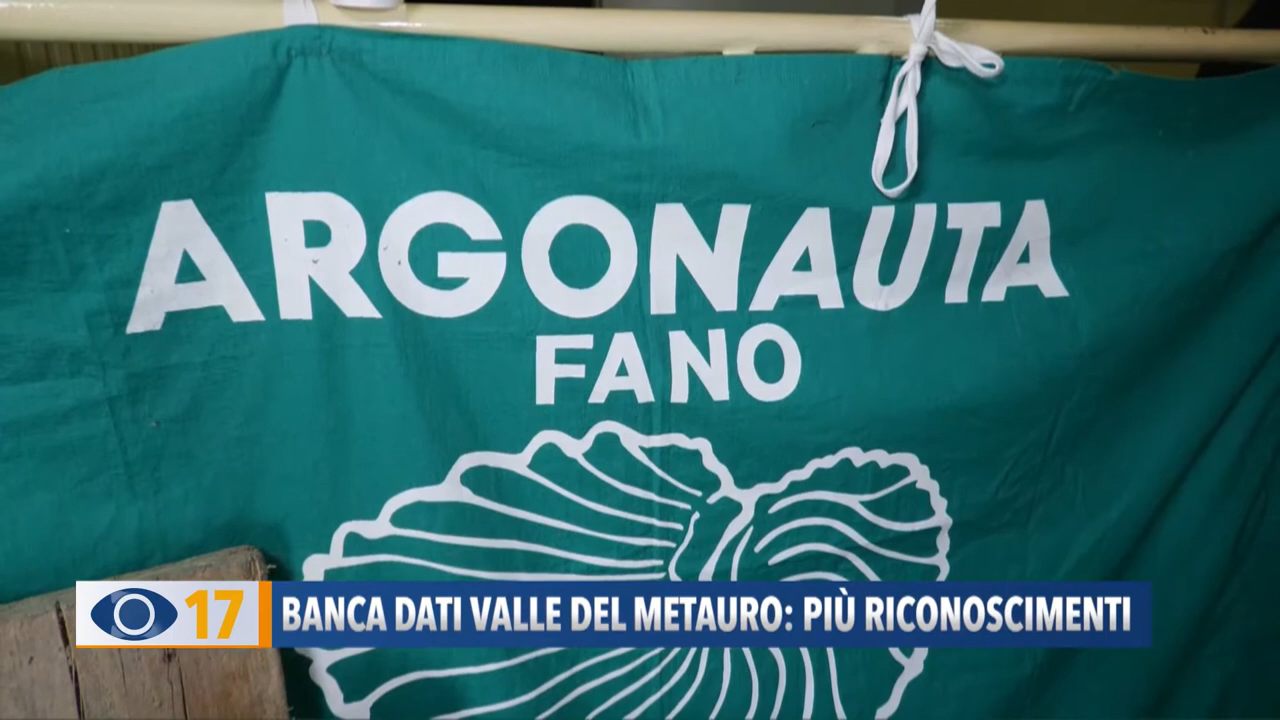 ARGONAUTA
FANO
17 BANCA DATI VALLE DEL METAURO: PIÙ RICONOSCIMENTI